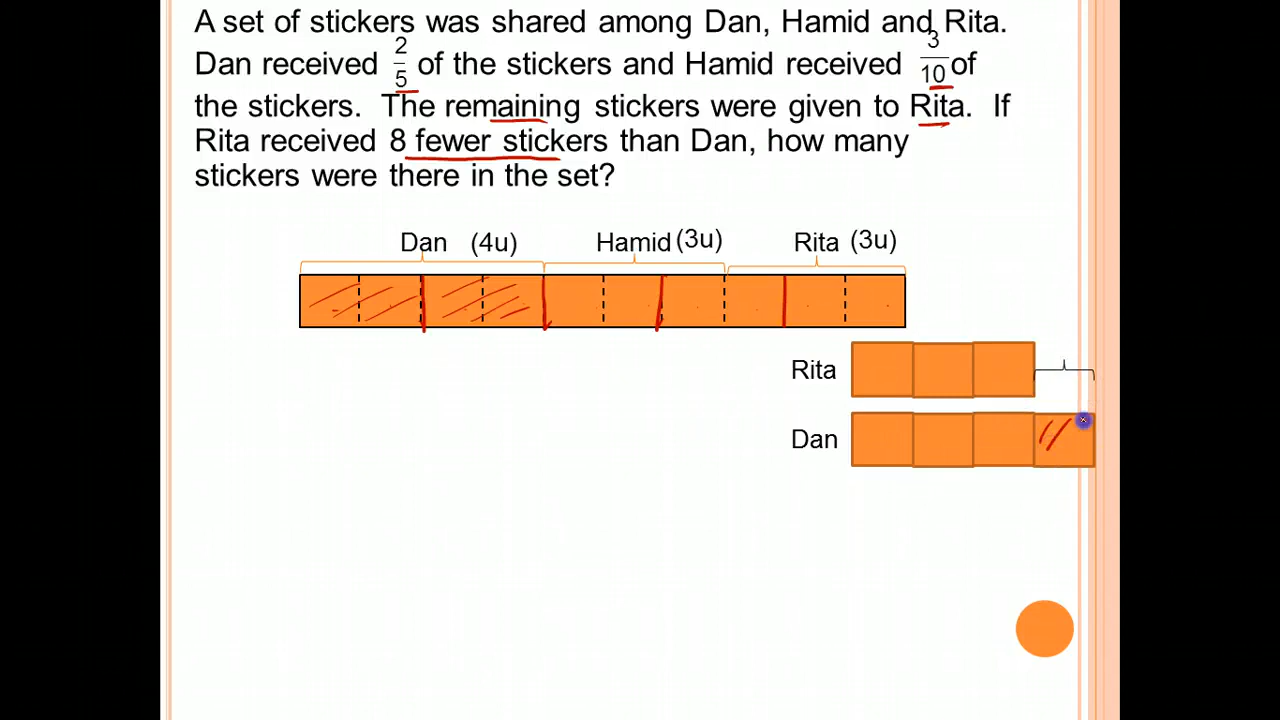 A set of stickers was shared among Dan, Hamid and Rita.
Dan received 2/5 of the stickers and Hamid received 3/10 of
the stickers. The remaining stickers were given to Rita. If
Rita received 8 fewer stickers than Dan, how many
stickers were there in the set?
Dan (4u) Hamid (3u) Rita (3u)
Rita
Dan